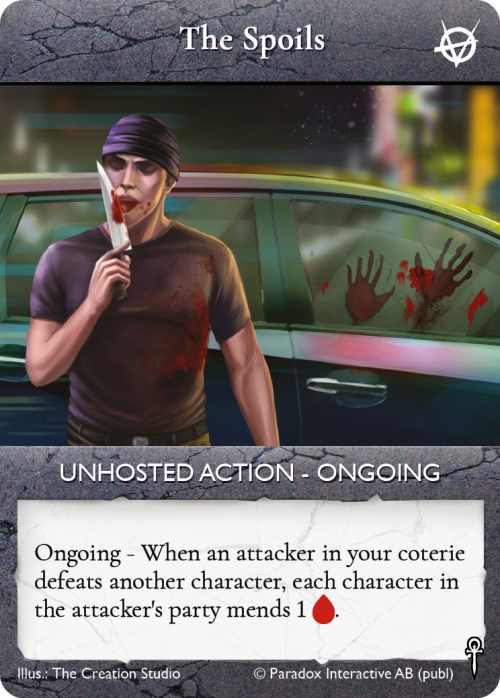 The Spoils
UNHOSTED ACTION - ONGOING
Ongoing - When an attacker in your coterie
defeats another character, each character in
the attacker's party mends 1 .
Illus.: The Creation Studio © Paradox Interactive AB (publ)